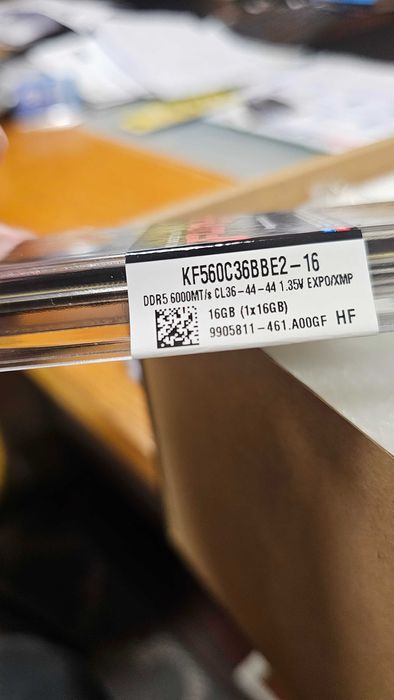 KF560C36BBE2-16
DDR5 6000MT/s CL36-44-44 1.35V EXPO/XMP
16GB (1x16GB)
9905811-461.A00GF HF